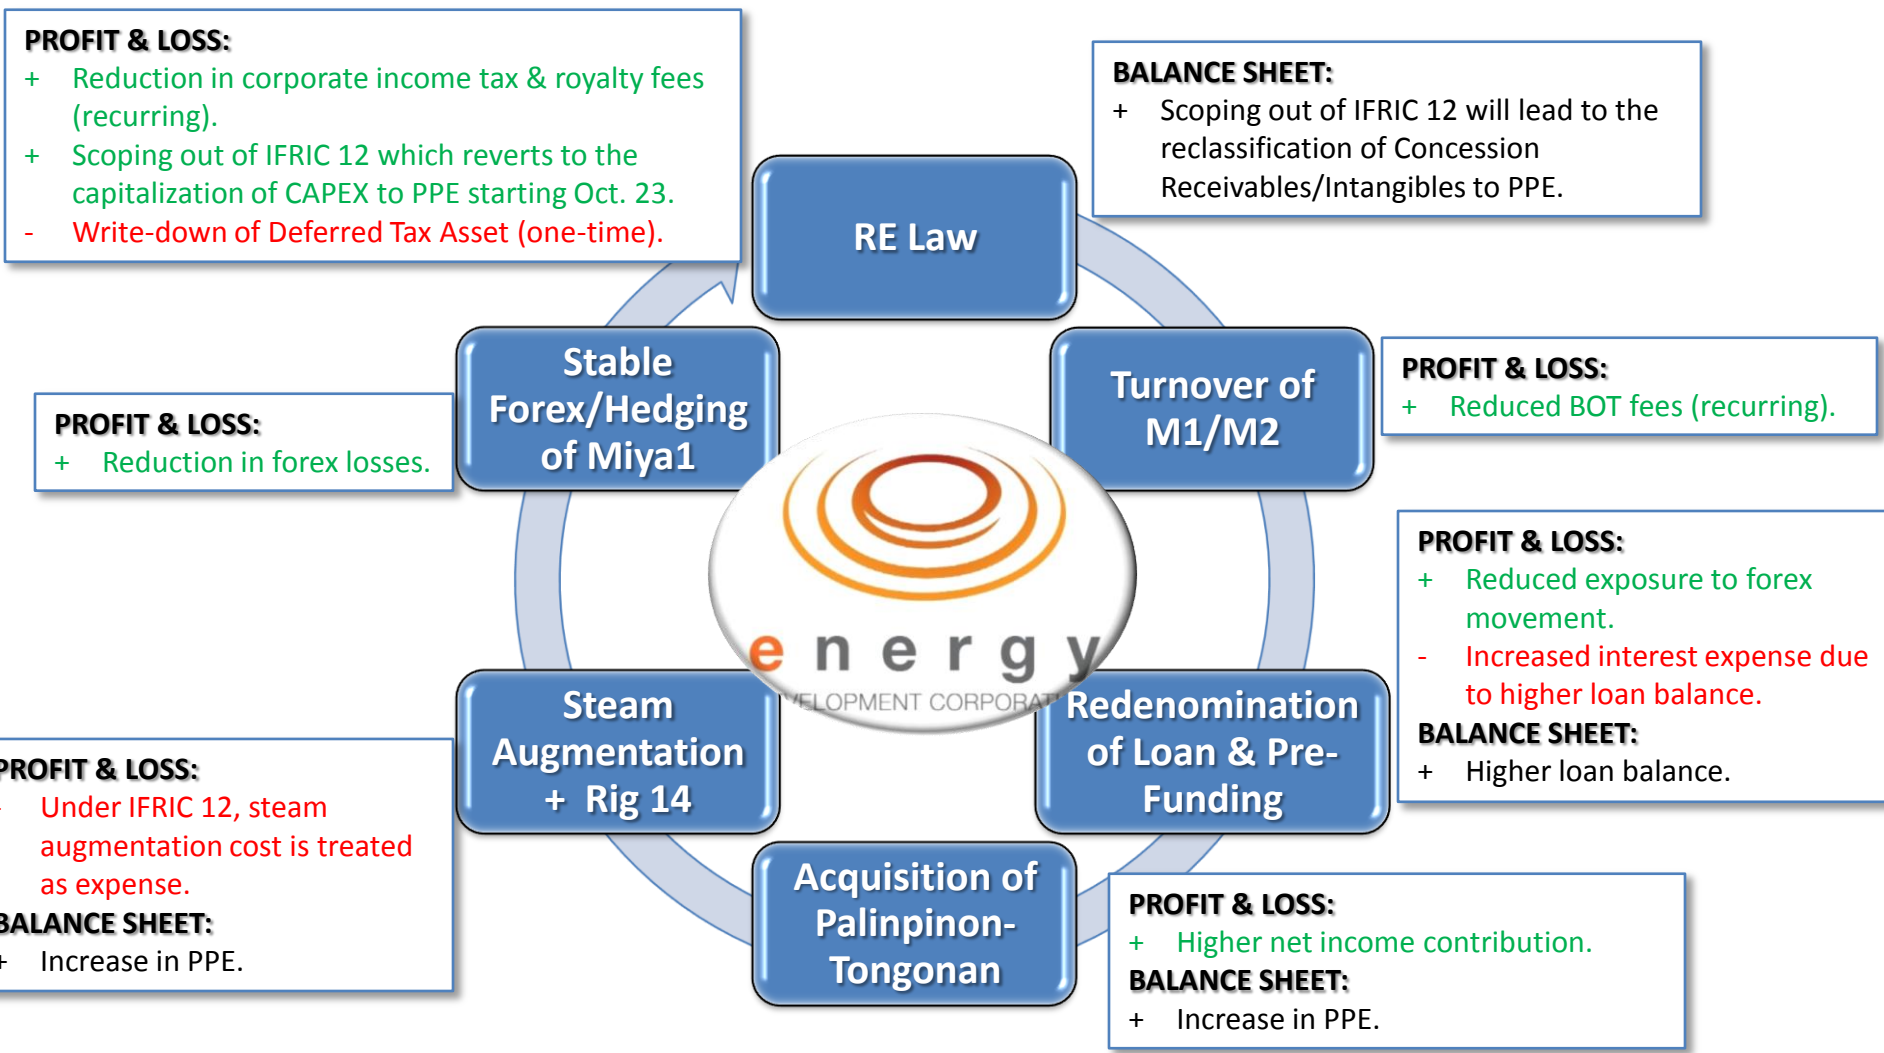 PROFIT & LOSS:
+ Reduction in corporate income tax & royalty fees
(recurring).
+ Scoping out of IFRIC 12 which reverts to the
capitalization of CAPEX to PPE starting Oct. 23.
- Write-down of Deferred Tax Asset (one-time).
BALANCE SHEET:
+ Scoping out of IFRIC 12 will lead to the
reclassification of Concession
Receivables/Intangibles to PPE.
RE Law
Stable
Forex/Hedging
of Miya1
Turnover of
M1/M2
PROFIT & LOSS:
+ Reduced BOT fees (recurring).
PROFIT & LOSS:
+ Reduction in forex losses.
energy
ELOPMENT CORPORAT
PROFIT & LOSS:
+ Reduced exposure to forex
movement.
- Increased interest expense due
to higher loan balance.
BALANCE SHEET:
+ Higher loan balance.
Steam
Augmentation
+ Rig 14
Redenomination
of Loan & Pre-
Funding
PROFIT & LOSS:
- Under IFRIC 12, steam
augmentation cost is treated
as expense.
BALANCE SHEET:
+ Increase in PPE.
Acquisition of
Palinpinon-
Tongonan
PROFIT & LOSS:
+ Higher net income contribution.
BALANCE SHEET:
+ Increase in PPE.